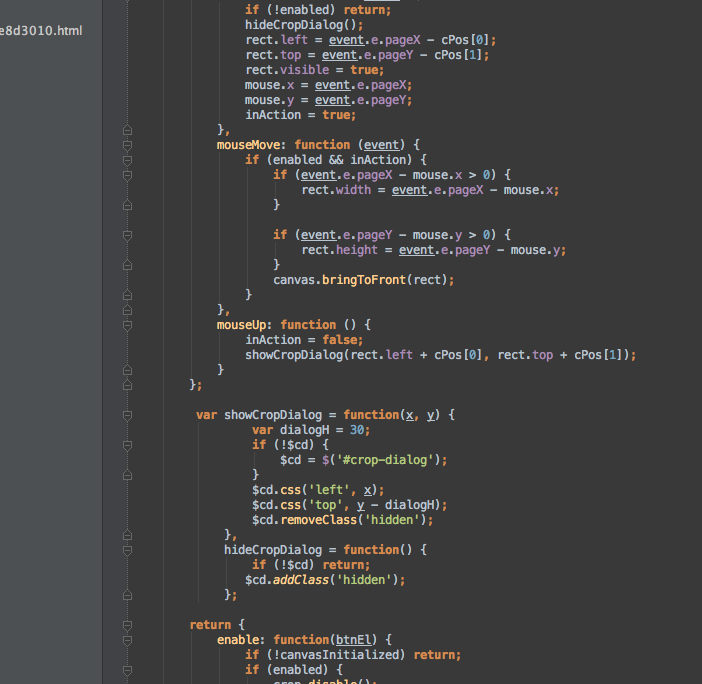 e8d3010.html
if (!enabled) return;
hideCropDialog();
rect.left = event.e.pageX - cPos[0];
rect.top = event.e.pageY - cPos[1];
rect.visible = true;
mouse.x = event.e.pageX;
mouse.y = event.e.pageY;
inAction = true;
},
mouseMove: function (event) {
if (enabled && inAction) {
if (event.e.pageX - mouse.x > 0) {
rect.width = event.e.pageX - mouse.x;
}
if (event.e.pageY - mouse.y > 0) {
rect.height = event.e.pageY - mouse.y;
}
canvas.bringToFront(rect);
}
},
mouseUp: function () {
inAction = false;
showCropDialog(rect.left + cPos[0], rect.top + cPos[1]);
}
};
var showCropDialog = function(x, y) {
var dialogH = 30;
if (!$cd) {
$cd = $('#crop-dialog');
}
$cd.css('left', x);
$cd.css('top', y - dialogH);
$cd.removeClass('hidden');
},
hideCropDialog = function() {
if (!$cd) return;
$cd.addClass('hidden');
};
return {
enable: function(btnEl) {
if (!canvasInitialized) return;
if (enabled) {
crop.disable();